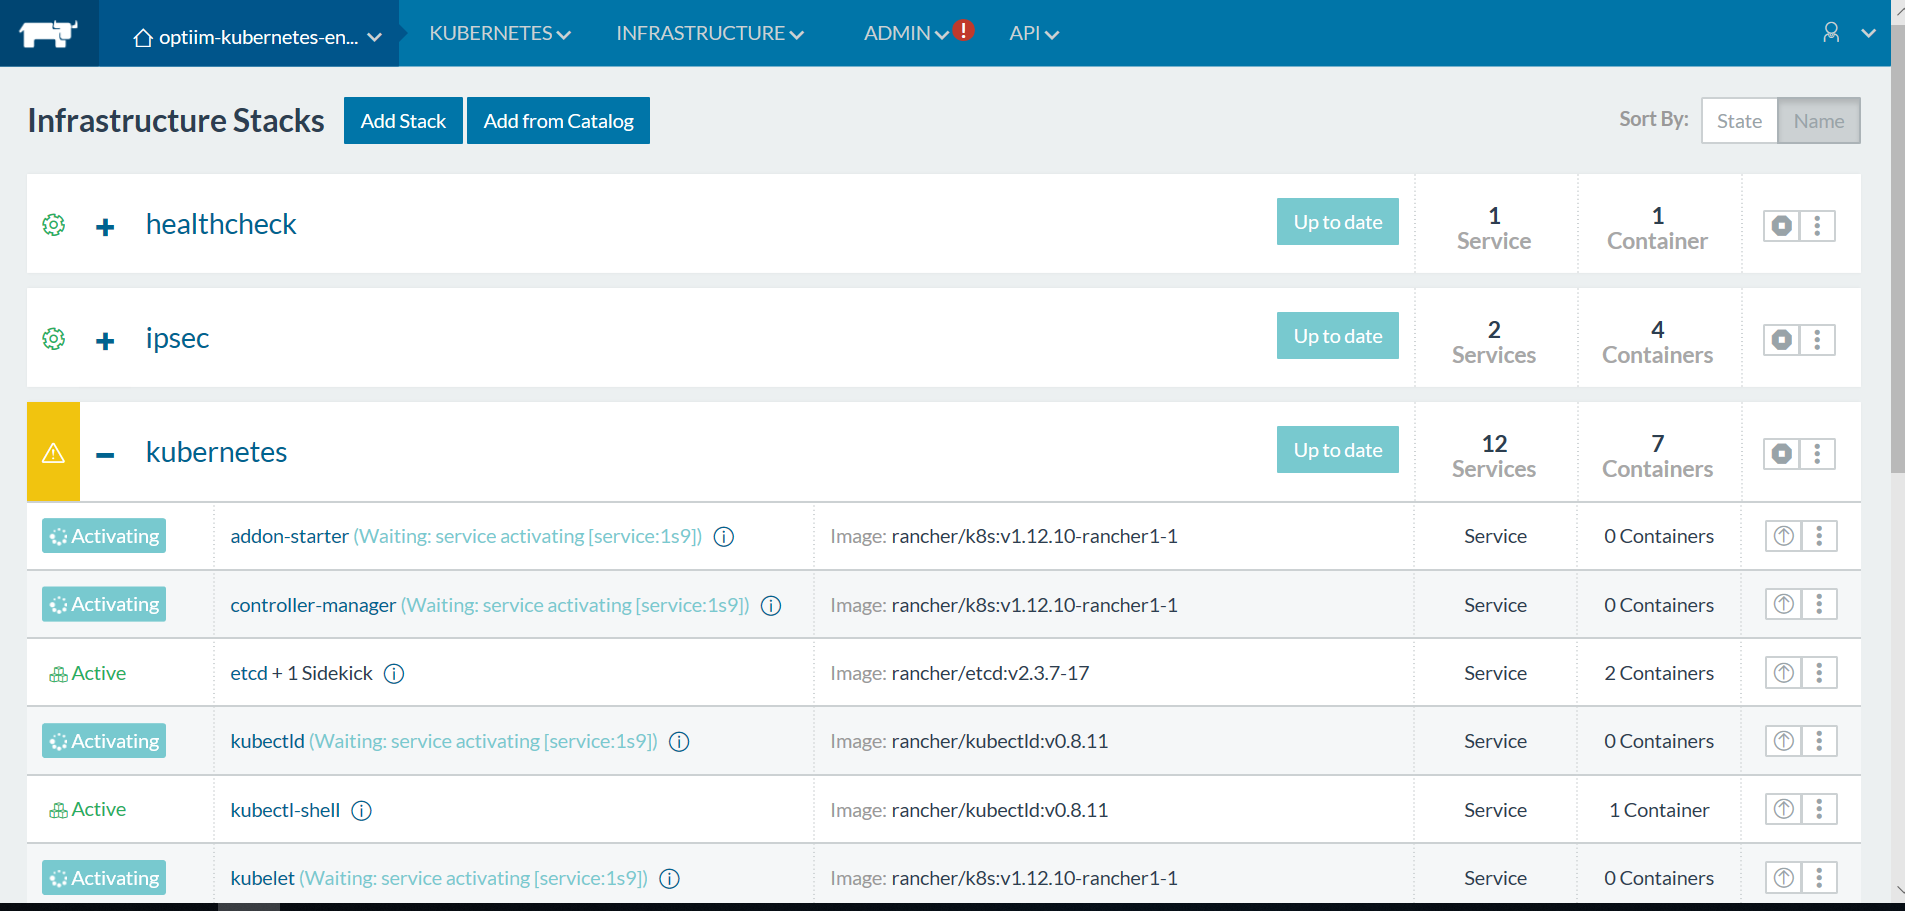 optiim-kubernetes-en... KUBERNETES INFRASTRUCTURE ADMIN ! API
Infrastructure Stacks Add Stack Add from Catalog Sort By: State Name
healthcheck Up to date 1 Service 1 Container
ipsec Up to date 2 Services 4 Containers
kubernetes Up to date 12 Services 7 Containers
Activating addon-starter (Waiting: service activating [service:1s9]) Image: rancher/k8s:v1.12.10-rancher1-1 Service 0 Containers
Activating controller-manager (Waiting: service activating [service:1s9]) Image: rancher/k8s:v1.12.10-rancher1-1 Service 0 Containers
Active etcd + 1 Sidekick Image: rancher/etcd:v2.3.7-17 Service 2 Containers
Activating kubectld (Waiting: service activating [service:1s9]) Image: rancher/kubectld:v0.8.11 Service 0 Containers
Active kubectl-shell Image: rancher/kubectld:v0.8.11 Service 1 Container
Activating kubelet (Waiting: service activating [service:1s9]) Image: rancher/k8s:v1.12.10-rancher1-1 Service 0 Containers